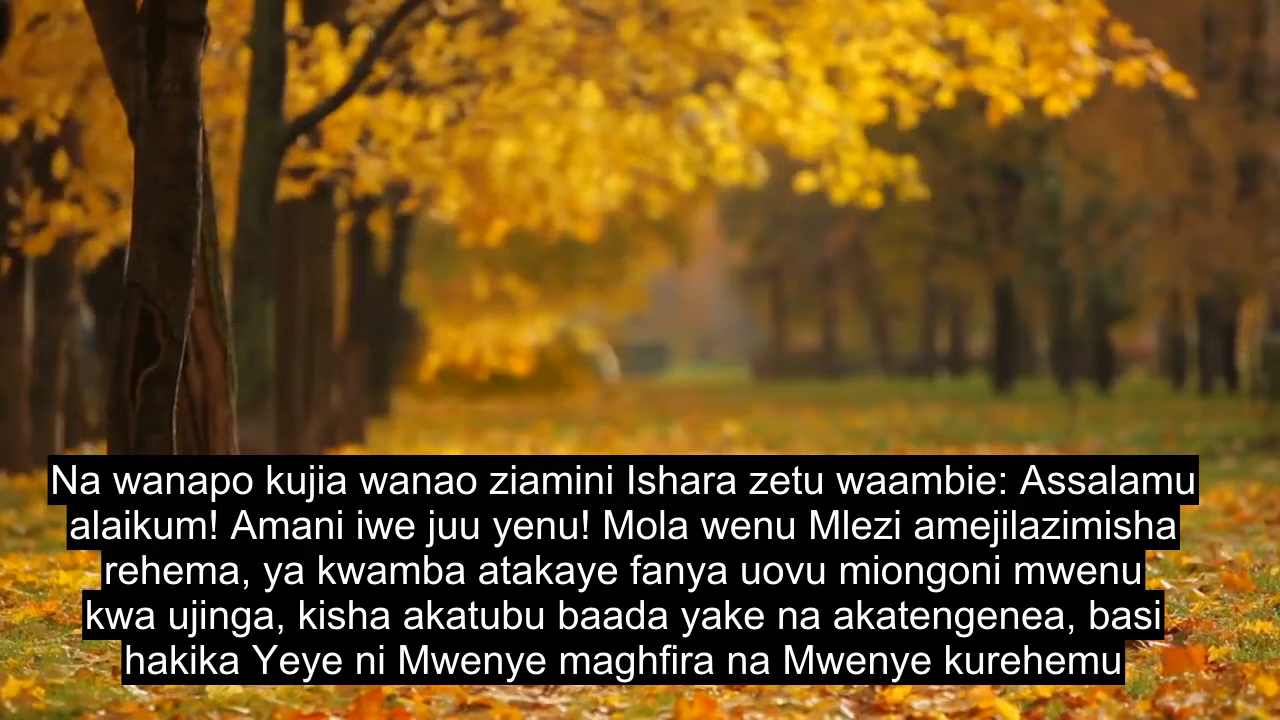 Na wanapo kujia wanao ziamini Ishara zetu waambie: Assalamu
alaikum! Amani iwe juu yenu! Mola wenu Mlezi amejilazimisha
rehema, ya kwamba atakaye fanya uovu miongoni mwenu
kwa ujinga, kisha akatubu baada yake na akatengenea, basi
hakika Yeye ni Mwenye maghfira na Mwenye kurehemu